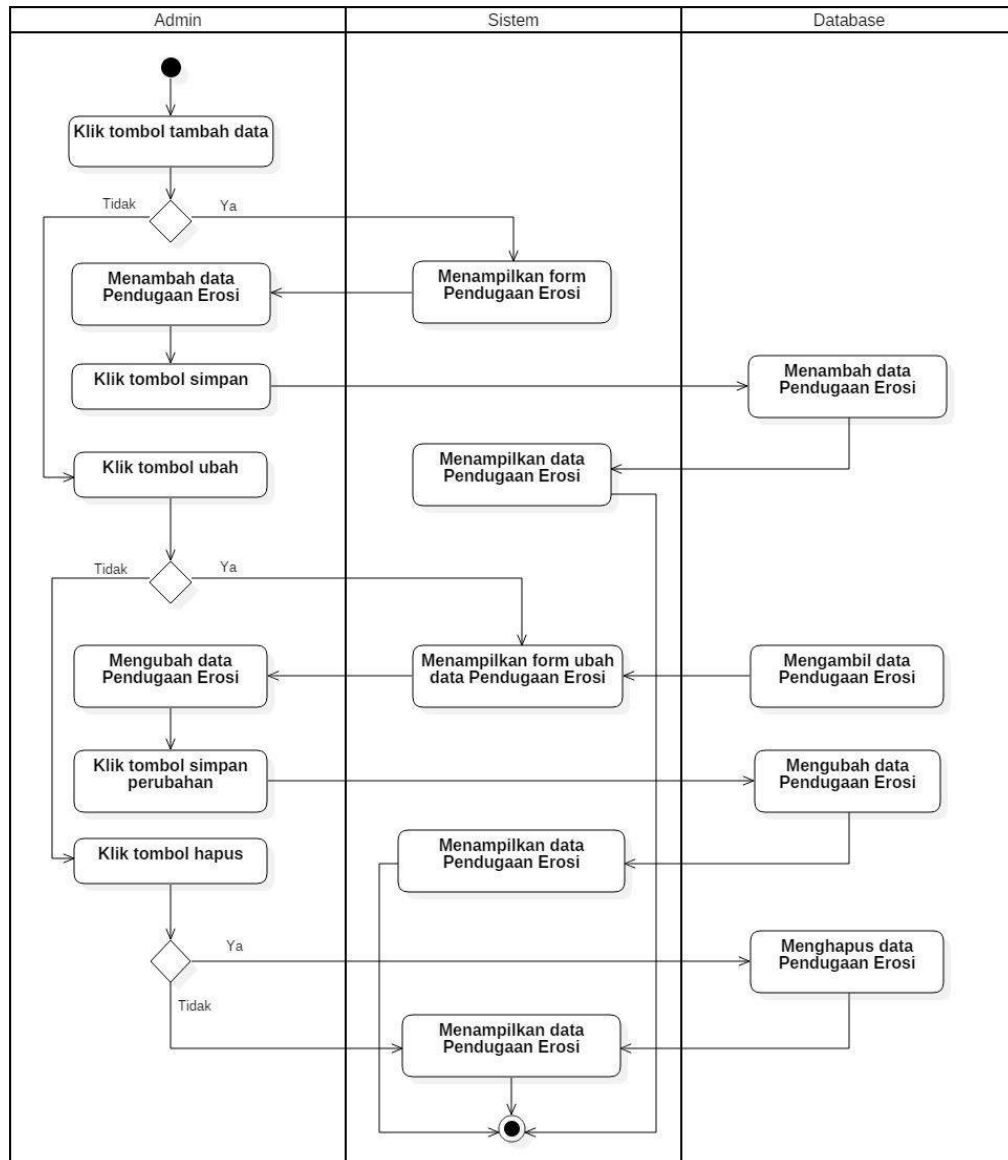 Admin
Sistem
Database
Klik tombol tambah data
Tidak
Ya
Menambah data
Pendugaan Erosi
Menampilkan form
Pendugaan Erosi
Klik tombol simpan
Menambah data
Pendugaan Erosi
Klik tombol ubah
Menampilkan data
Pendugaan Erosi
Tidak
Ya
Mengubah data
Pendugaan Erosi
Menampilkan form ubah
data Pendugaan Erosi
Mengambil data
Pendugaan Erosi
Klik tombol simpan
perubahan
Mengubah data
Pendugaan Erosi
Klik tombol hapus
Menampilkan data
Pendugaan Erosi
Ya
Menghapus data
Pendugaan Erosi
Tidak
Menampilkan data
Pendugaan Erosi